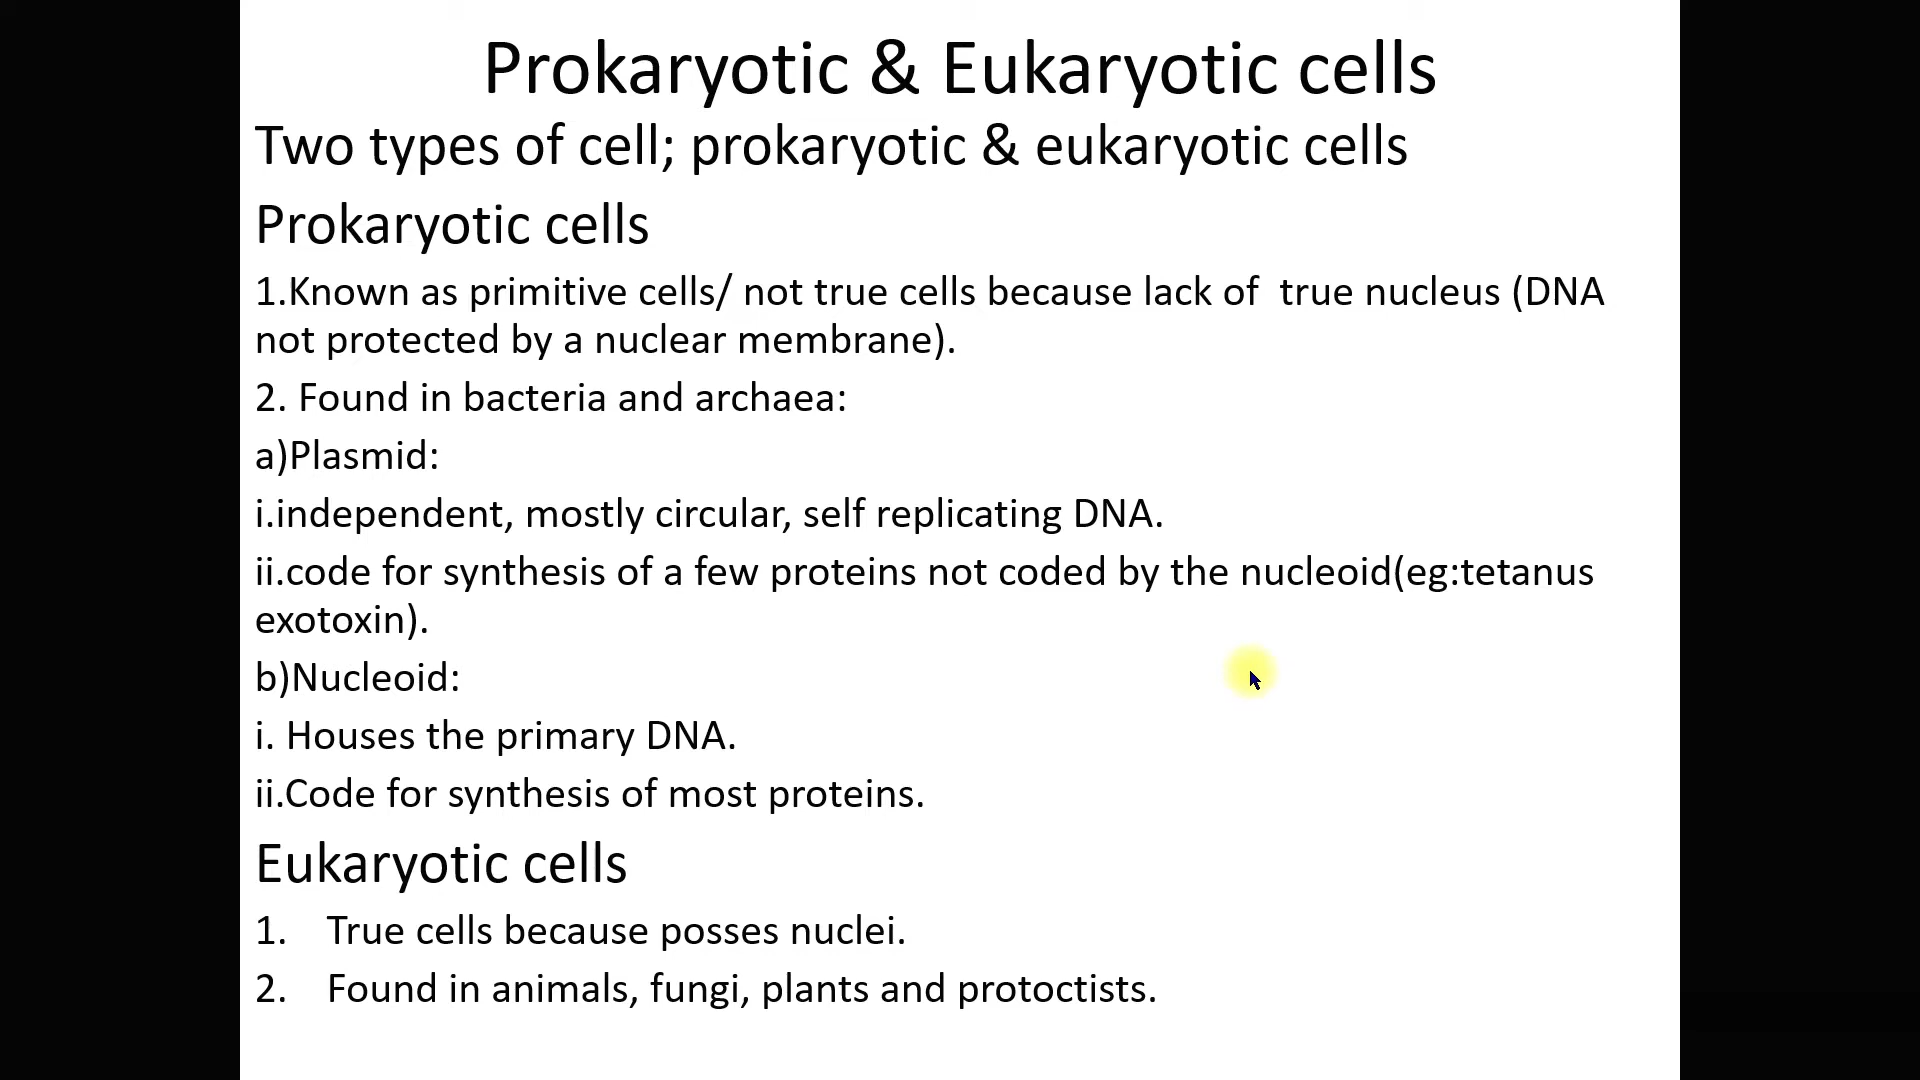 Prokaryotic & Eukaryotic cells
Two types of cell; prokaryotic & eukaryotic cells
Prokaryotic cells
1.Known as primitive cells/ not true cells because lack of  true nucleus (DNA
not protected by a nuclear membrane).
2. Found in bacteria and archaea:
a)Plasmid:
i.independent, mostly circular, self replicating DNA.
ii.code for synthesis of a few proteins not coded by the nucleoid(eg:tetanus
exotoxin).
b)Nucleoid:
i. Houses the primary DNA.
ii.Code for synthesis of most proteins.
Eukaryotic cells
1. True cells because posses nuclei.
2. Found in animals, fungi, plants and protoctists.